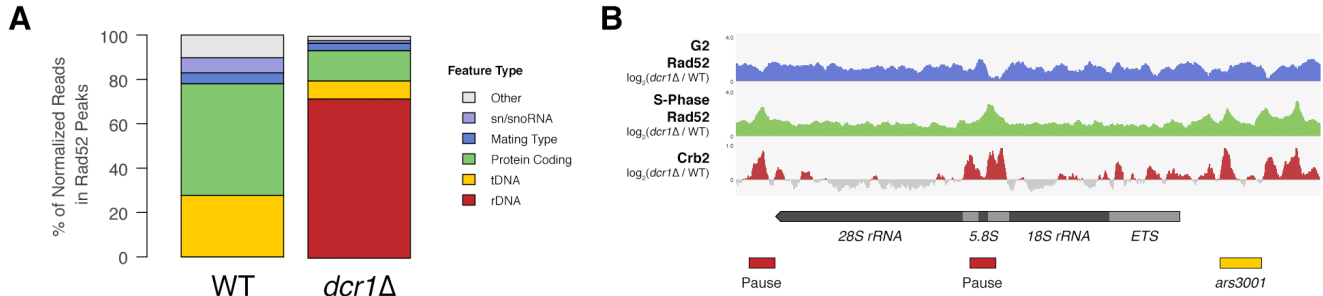 A
% of Normalized Reads
in Rad52 Peaks
100
80
60
40
20
0
WT
dcr1Δ
Feature Type
Other
sn/snoRNA
Mating Type
Protein Coding
tDNA
rDNA
B
G2
Rad52
log₂(dcr1Δ / WT)
4.0
0
S-Phase
Rad52
log₂(dcr1Δ / WT)
4.0
0
Crb2
log₂(dcr1Δ / WT)
1.0
0
28S rRNA
5.8S
18S rRNA
ETS
Pause
Pause
ars3001